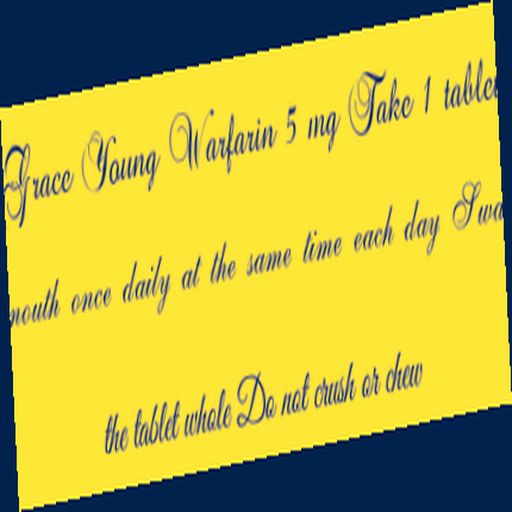 Grace Young Warfarin 5 mg Take 1 tablet
once daily at the same time each day
the tablet whole Do not crush or chew